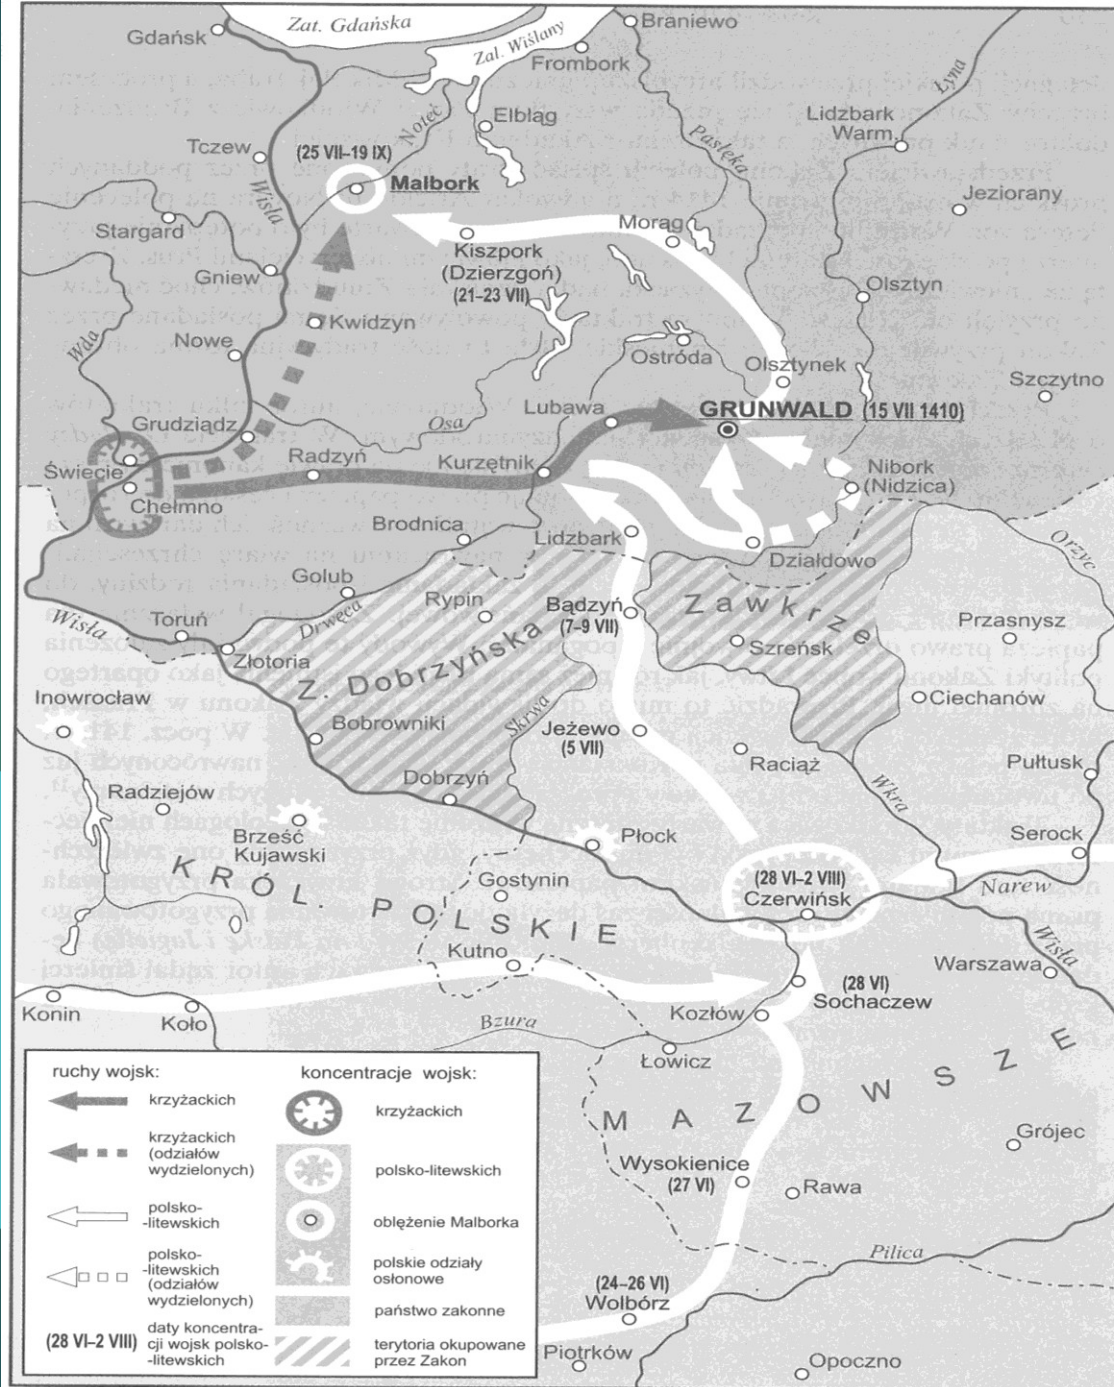 Zat. Gdańska
Braniewo
Gdańsk
Zal. Wiślany
Frombork
Łyna
Elbląg
Noteć
Lidzbark
Warm.
Pasłęka
Tczew
(25 VII–19 IX)
Malbork
Wisła
Jeziorany
Stargard
Morąg
Kiszpork
(Dzierzgoń)
(21–23 VII)
Gniew
Olsztyn
Kwidzyn
Nowe
Wda
Ostróda
Olsztynek
Szczytno
Lubawa
GRUNWALD (15 VII 1410)
Osa
Grudziądz
Radzyń
Kurzętnik
Nibork
(Nidzica)
Świecie
Chełmno
Brodnica
Lidzbark
Działdowo
Orzyc
Golub
Rypin
Bądzyń
(7–9 VII)
Zawkrze
Przasnysz
Wisła
Toruń
Drwęca
Szreńsk
Złotoria
Z. Dobrzyńska
Inowrocław
Ciechanów
Bobrowniki
Skrwa
Jeżewo
(5 VII)
Raciąż
Pułtusk
Dobrzyń
Radziejów
Wkra
Brześć
Kujawski
Płock
Serock
KRÓL. POLSKIE
Gostynin
(28 VI–2 VIII)
Czerwińsk
Narew
Kutno
Wisła
Warszawa
(28 VI)
Sochaczew
Konin
Koło
Kozłów
Bzura
Łowicz
MAZOWSZE
Grójec
Wysokienice
(27 VI)
Rawa
Pilica
(24–26 VI)
Wolbórz
Piotrków
Opoczno
ruchy wojsk:
krzyżackich
krzyżackich
(odziałów
wydzielonych)
polsko-
-litewskich
polsko-
-litewskich
(odziałów
wydzielonych)
(28 VI–2 VIII)
daty koncentra-
cji wojsk polsko-
-litewskich
koncentracje wojsk:
krzyżackich
polsko-litewskich
oblężenie Malborka
polskie odziały
osłonowe
państwo zakonne
terytoria okupowane
przez Zakon